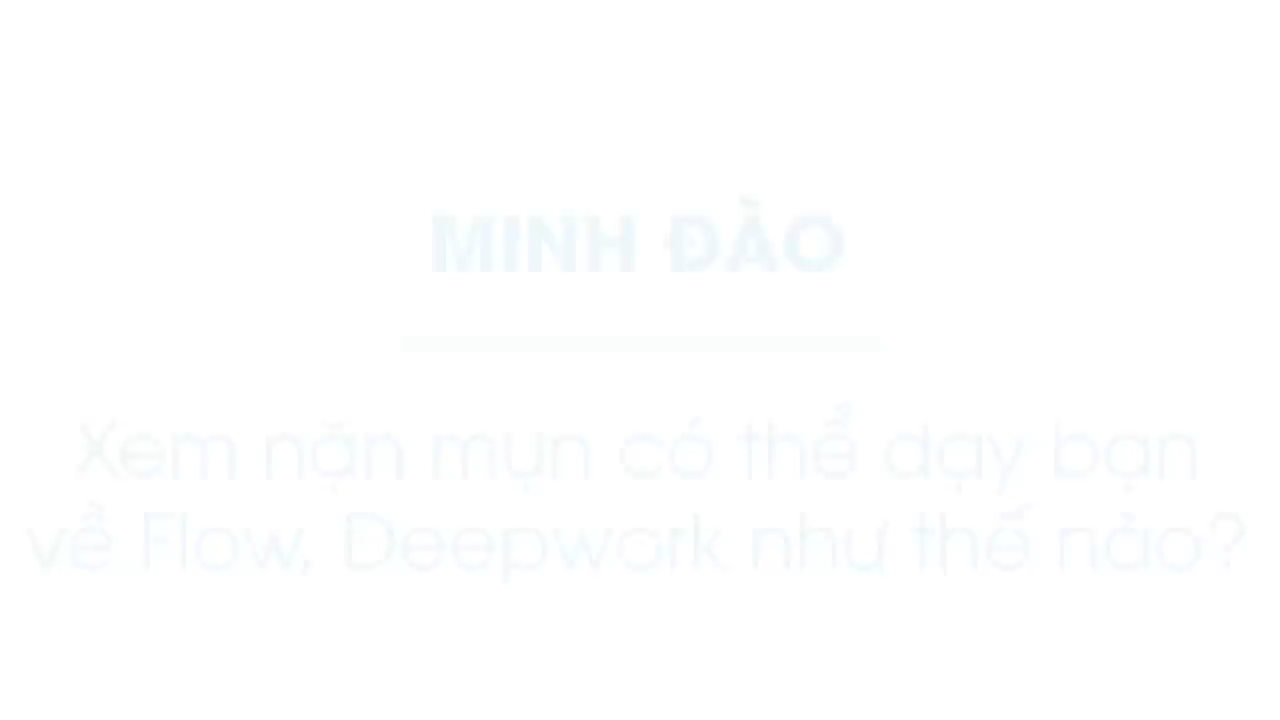 MINH ĐÀO
Xem nặn mụn có thể dạy bạn
về Flow, Deepwork như thế nào?